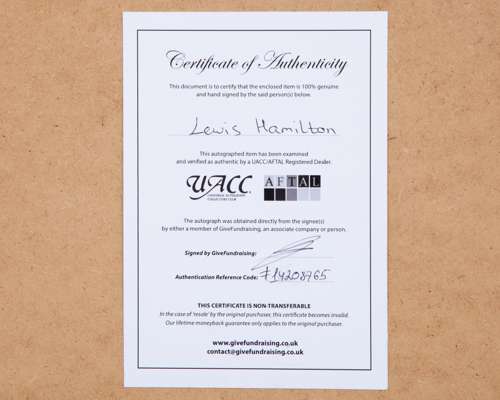 Certificate of Authenticity
This document is to certify that the enclosed item is 100% genuine
and hand signed by the said person(s) below.
Lewis Hamilton
This autographed item has been examined
and verified as authentic by a UACC/AFTAL Registered Dealer.
UACC
UNIVERSAL AUTOGRAPH
COLLECTORS CLUB
AFTAL
The autograph was obtained directly from the signee(s)
by either a member of GiveFundraising, an associate company or person.
Signed by GiveFundraising:
Authentication Reference Code: #14208765
THIS CERTIFICATE IS NON-TRANSFERABLE
In the case of 'resale' by the original purchaser, this certificate becomes invalid.
Our lifetime moneyback guarantee only applies to the original purchaser.
www.givefundraising.co.uk
contact@givefundraising.co.uk